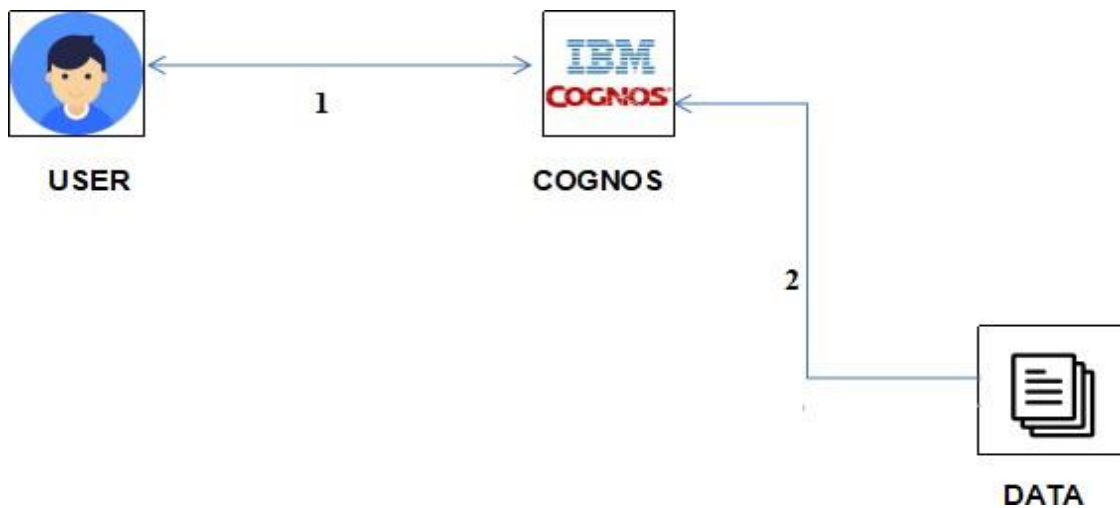 IBM
COGNOS
1
USER
COGNOS
2
DATA